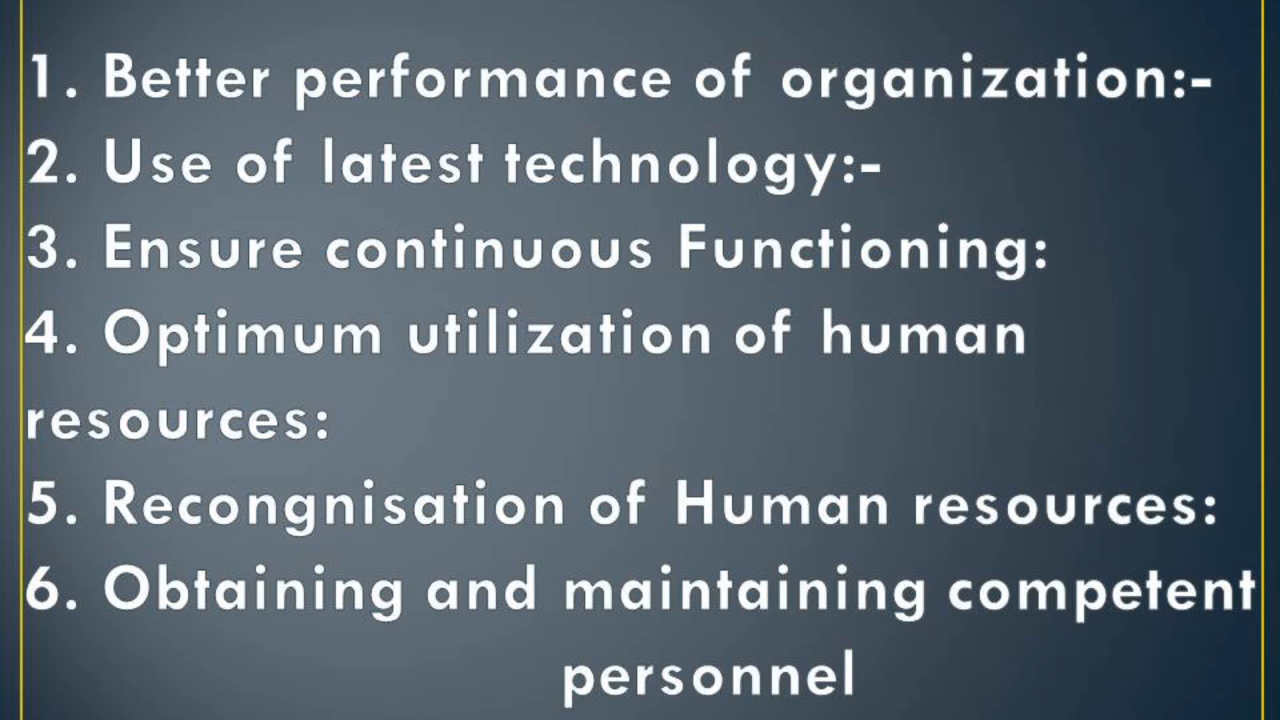 1. Better performance of organization:-
2. Use of latest technology:-
3. Ensure continuous Functioning:
4. Optimum utilization of human
resources:
5. Recongnisation of Human resources:
6. Obtaining and maintaining competent
personnel